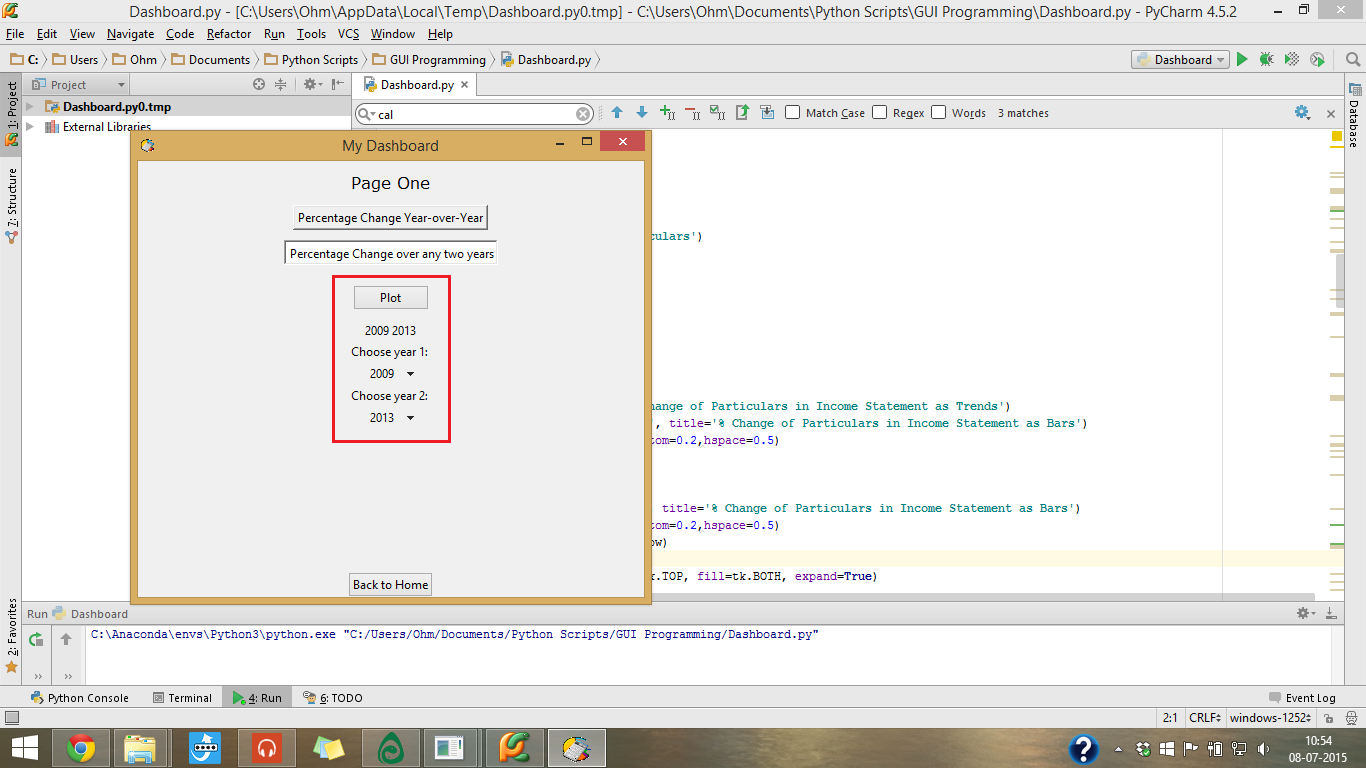 Dashboard.py - [C:\Users\Ohm\AppData\Local\Temp\Dashboard.py0.tmp] - C:\Users\Ohm\Documents\Python Scripts\GUI Programming\Dashboard.py - PyCharm 4.5.2
File Edit View Navigate Code Refactor Run Tools VCS Window Help
C: Users Ohm Documents Python Scripts GUI Programming Dashboard.py Dashboard
1: Project
7: Structure
2: Favorites
Project
Dashboard.py0.tmp
External Libraries
Dashboard.py
cal Match Case Regex Words 3 matches
Database
My Dashboard
Page One
Percentage Change Year-over-Year
Percentage Change over any two years
Plot
2009 2013
Choose year 1:
2009
Choose year 2:
2013
Back to Home
culars')
hange of Particulars in Income Statement as Trends')
, title='% Change of Particulars in Income Statement as Bars')
tom=0.2,hspace=0.5)
, title='% Change of Particulars in Income Statement as Bars')
tom=0.2,hspace=0.5)
ow)
k.TOP, fill=tk.BOTH, expand=True)
Run Dashboard
C:\Anaconda\envs\Python3\python.exe "C:/Users/Ohm/Documents/Python Scripts/GUI Programming/Dashboard.py"
Python Console Terminal 4: Run 6: TODO Event Log
2:1 CRLF windows-1252
10:54
08-07-2015